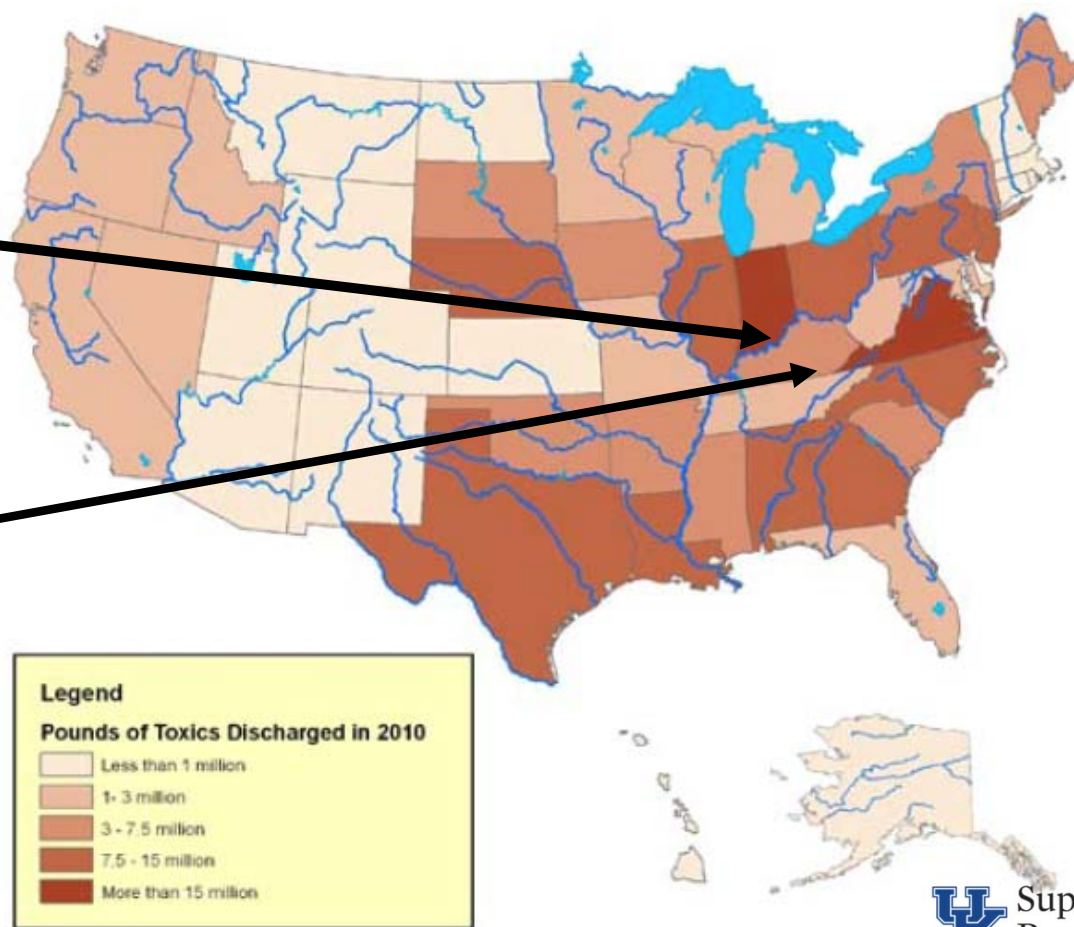 Legend
Pounds of Toxics Discharged in 2010
Less than 1 million
1- 3 million
3 - 7.5 million
7.5 - 15 million
More than 15 million
UK
Sup